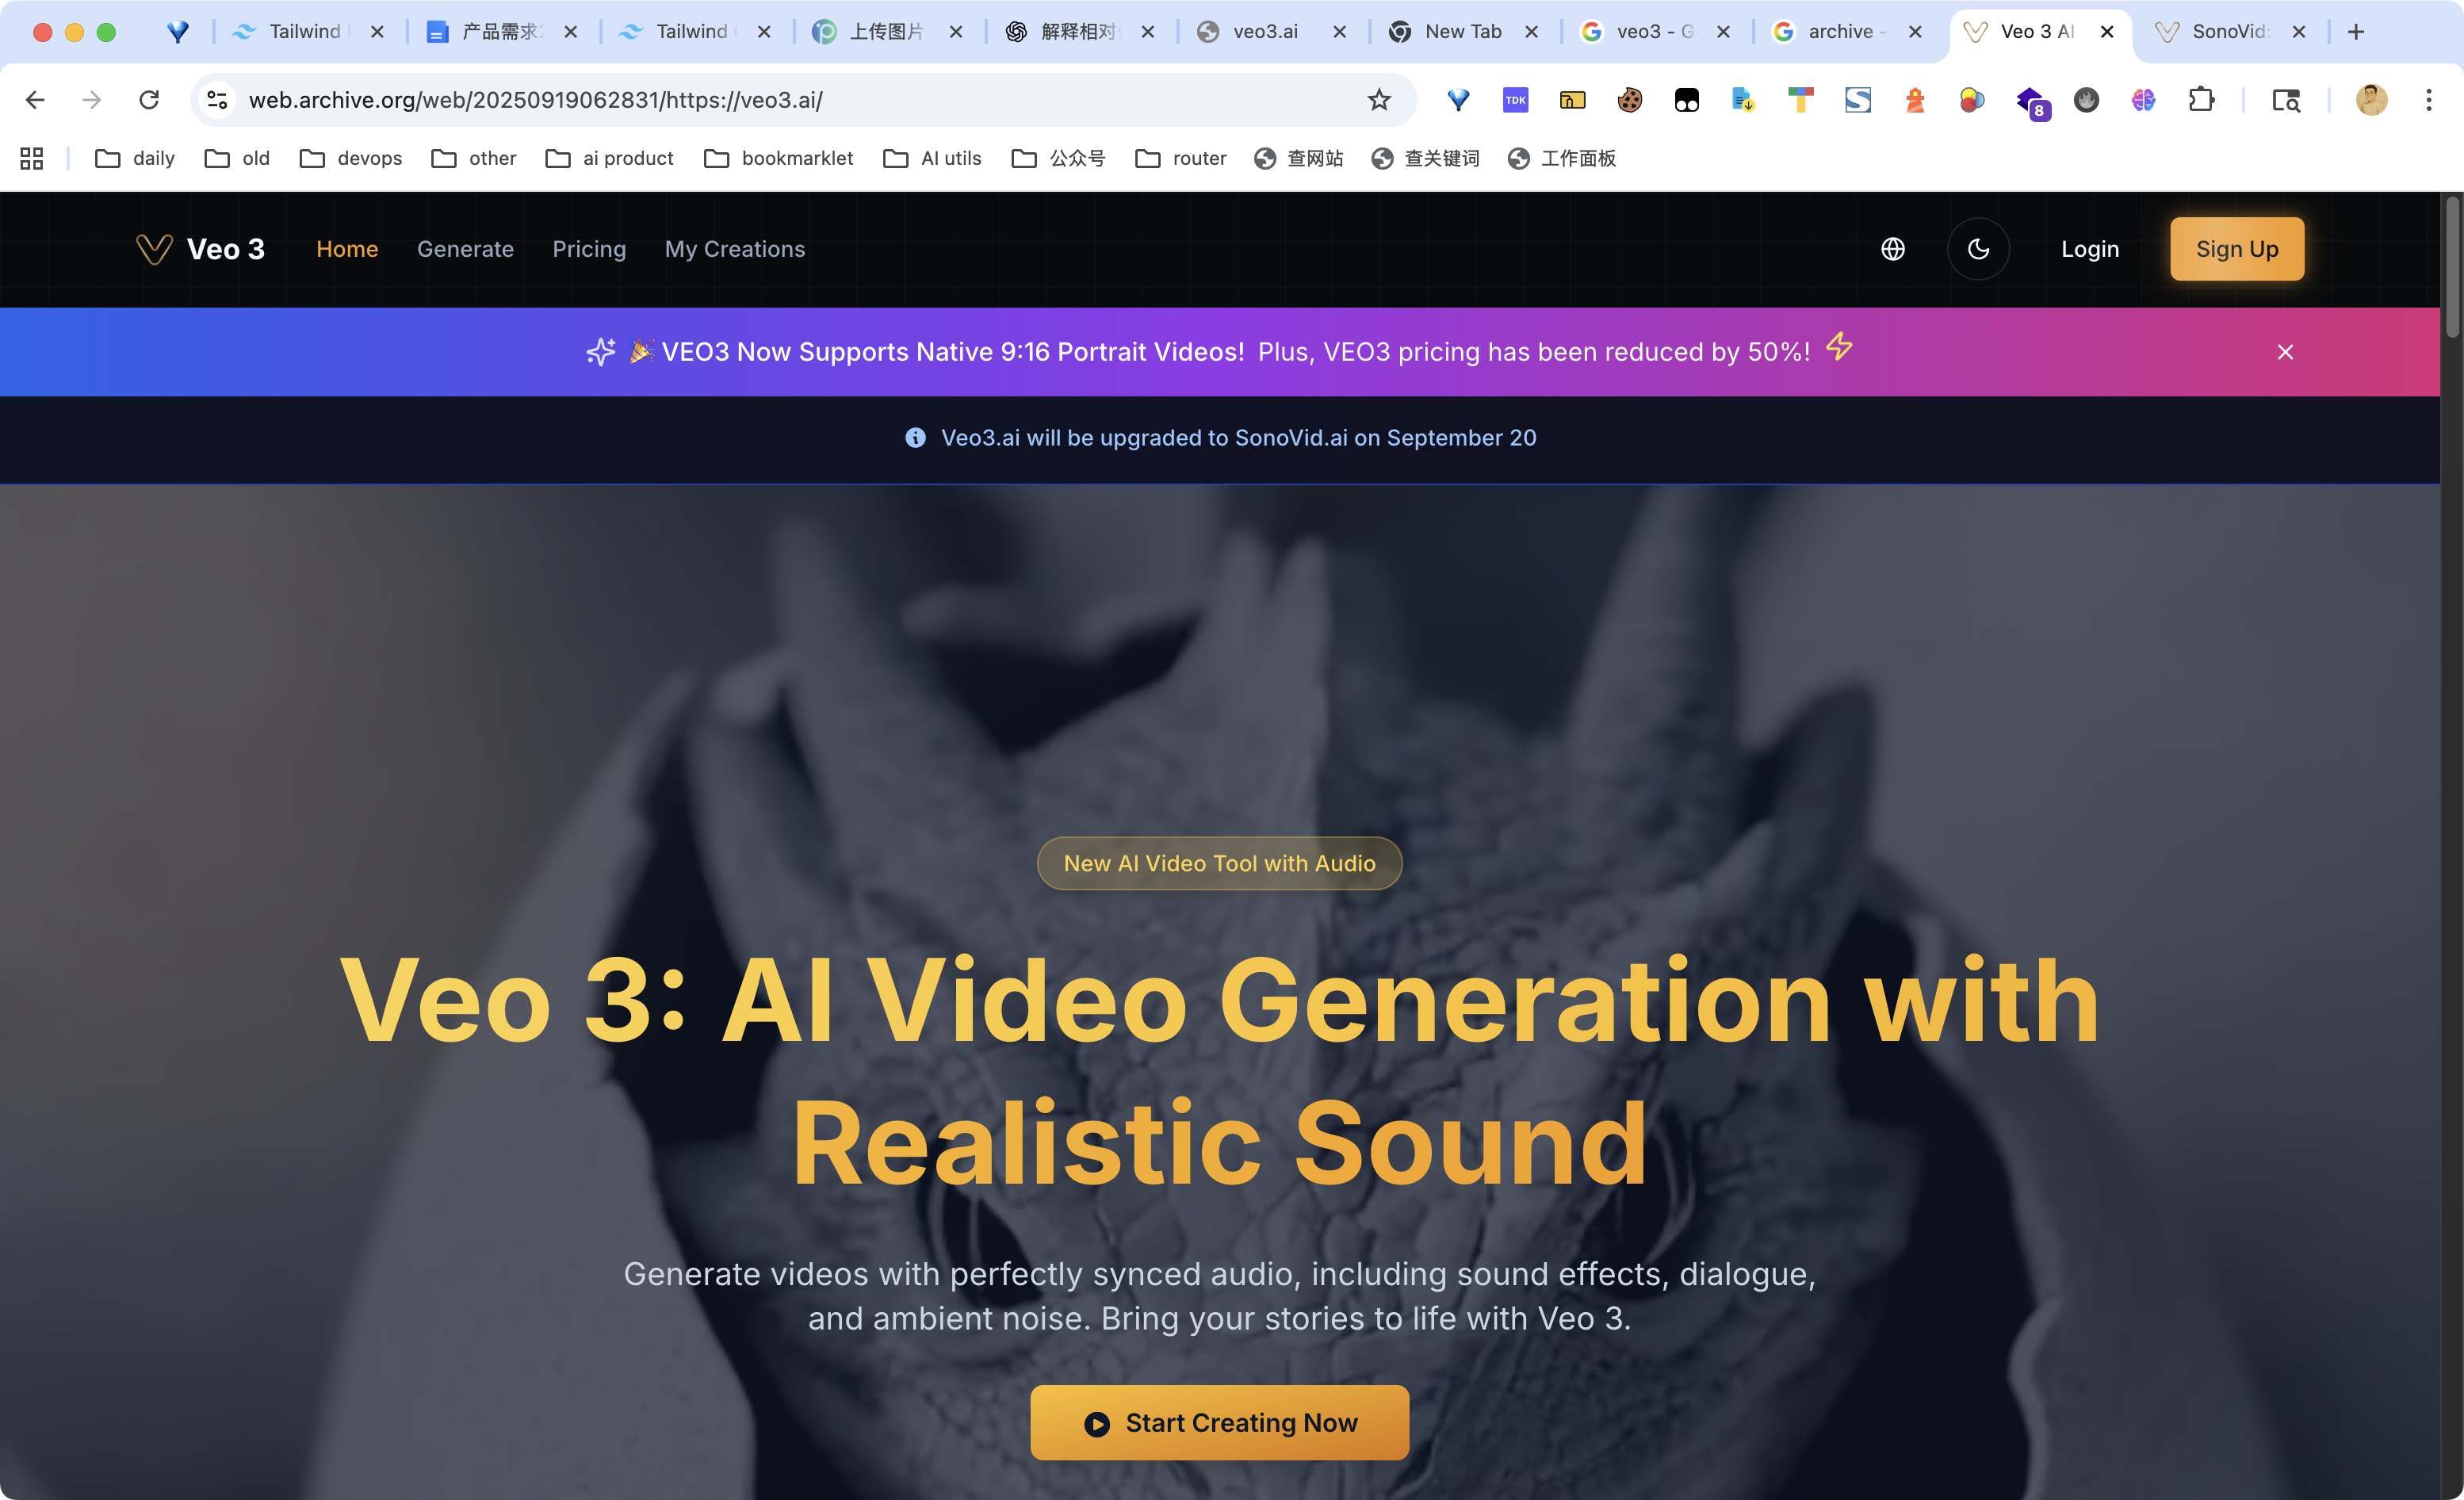 Tailwind
产品需求
Tailwind
上传图片
解释相对
veo3.ai
New Tab
veo3 - G
archive -
Veo 3 AI
SonoVid:
web.archive.org/web/20250919062831/https://veo3.ai/
TDK
8
daily
old
devops
other
ai product
bookmarklet
AI utils
公众号
router
查网站
查关键词
工作面板
Veo 3
Home
Generate
Pricing
My Creations
Login
Sign Up
🎉 VEO3 Now Supports Native 9:16 Portrait Videos! Plus, VEO3 pricing has been reduced by 50%!
Veo3.ai will be upgraded to SonoVid.ai on September 20
New AI Video Tool with Audio
Veo 3: AI Video Generation with
Realistic Sound
Generate videos with perfectly synced audio, including sound effects, dialogue,
and ambient noise. Bring your stories to life with Veo 3.
Start Creating Now